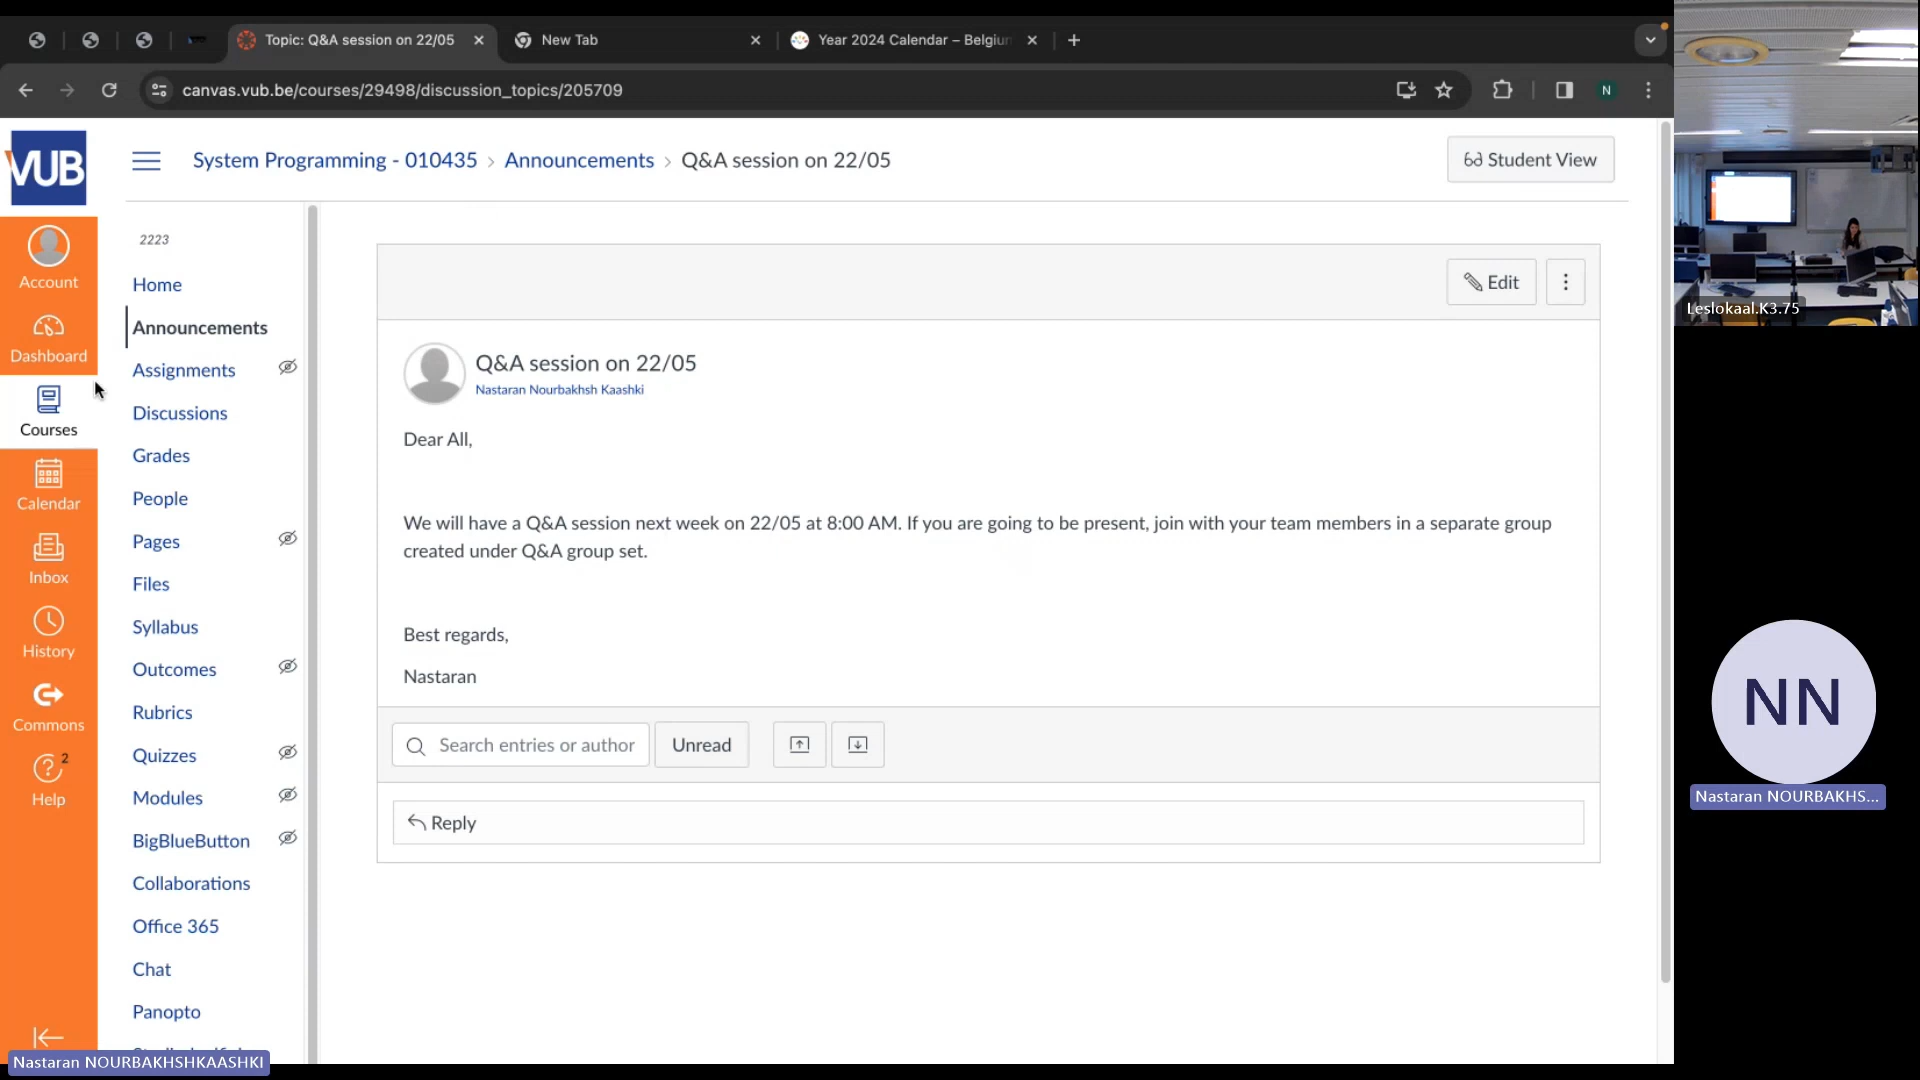 Topic: Q&A session on 22/05
New Tab
Year 2024 Calendar – Belgium
canvas.vub.be/courses/29498/discussion_topics/205709
N
VUB
System Programming - 010435 › Announcements › Q&A session on 22/05
Student View
Account
Dashboard
Courses
Calendar
Inbox
History
Commons
2
Help
2223
Home
Announcements
Assignments
Discussions
Grades
People
Pages
Files
Syllabus
Outcomes
Rubrics
Quizzes
Modules
BigBlueButton
Collaborations
Office 365
Chat
Panopto
Edit
Q&A session on 22/05
Nastaran Nourbakhsh Kaashki
Dear All,
We will have a Q&A session next week on 22/05 at 8:00 AM. If you are going to be present, join with your team members in a separate group
created under Q&A group set.
Best regards,
Nastaran
Search entries or author
Unread
Reply
Nastaran NOURBAKHSHKAASHKI
Leslokaal.K3.75
NN
Nastaran NOURBAKHS...